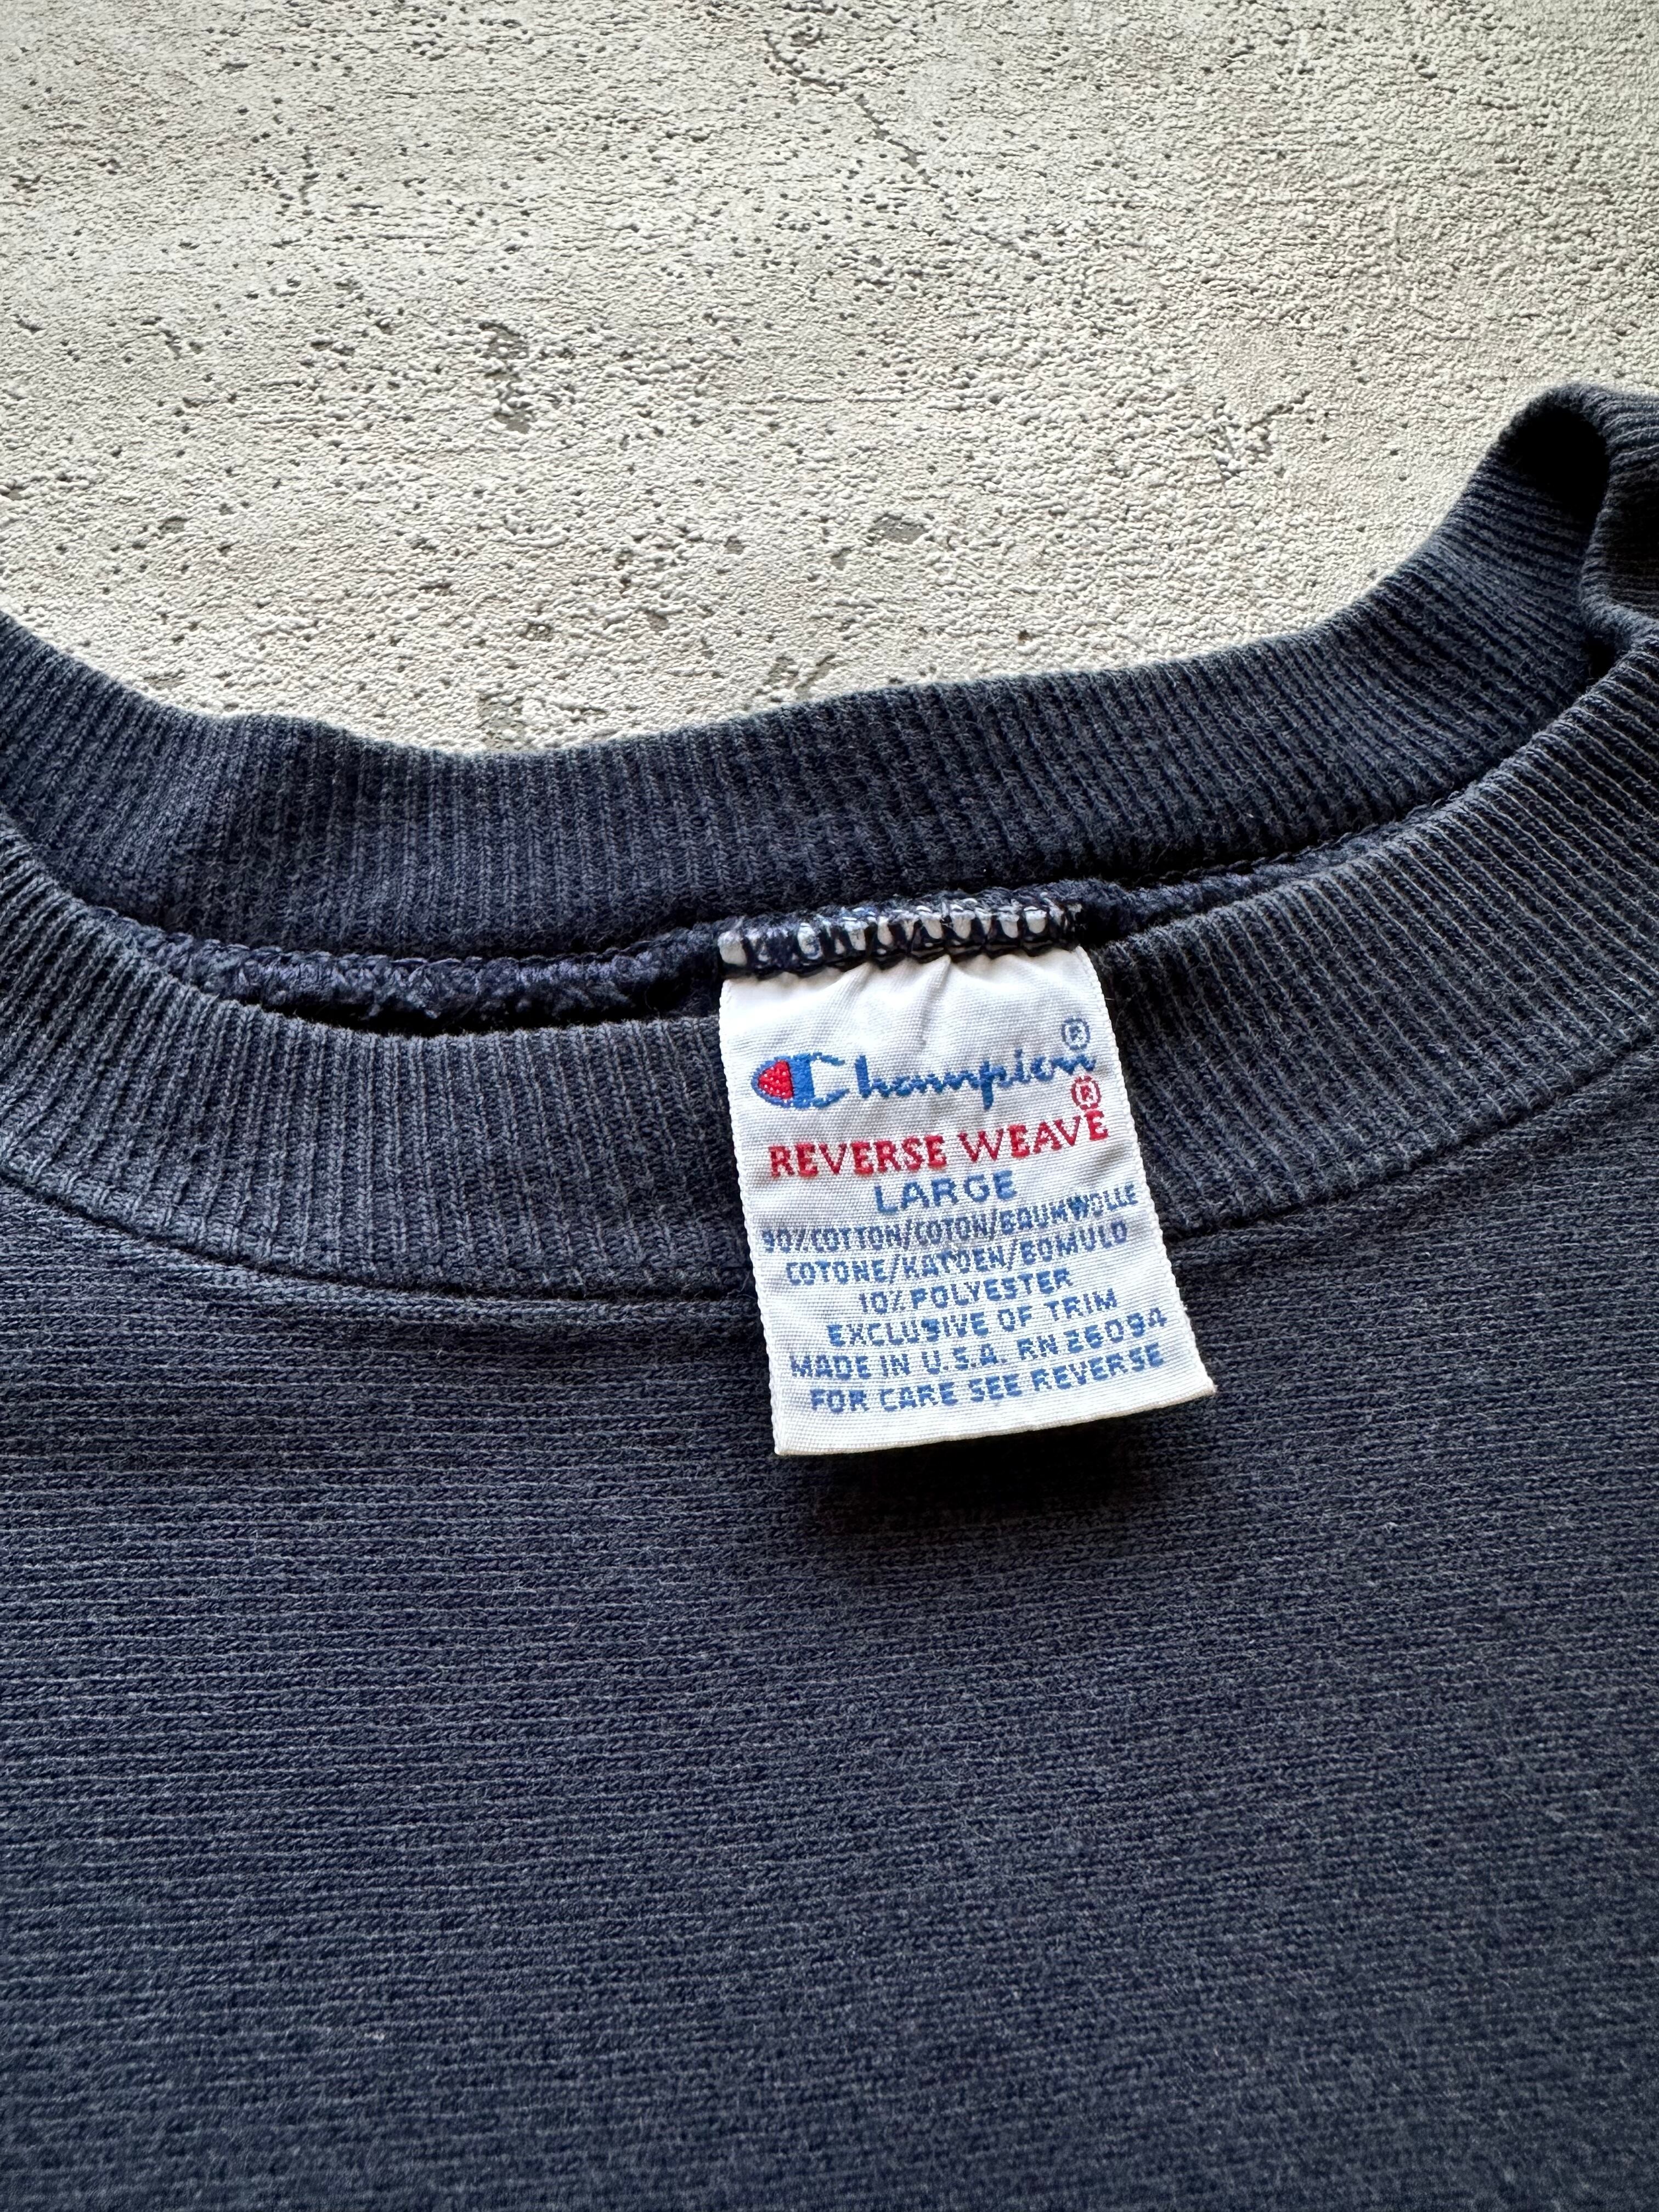 Champion®
REVERSE WEAVE®
LARGE
90% COTTON/COTON/BAUMWOLLE
COTONE/KATOEN/BOMULD
10% POLYESTER
EXCLUSIVE OF TRIM
MADE IN U.S.A. RN 26094
FOR CARE SEE REVERSE